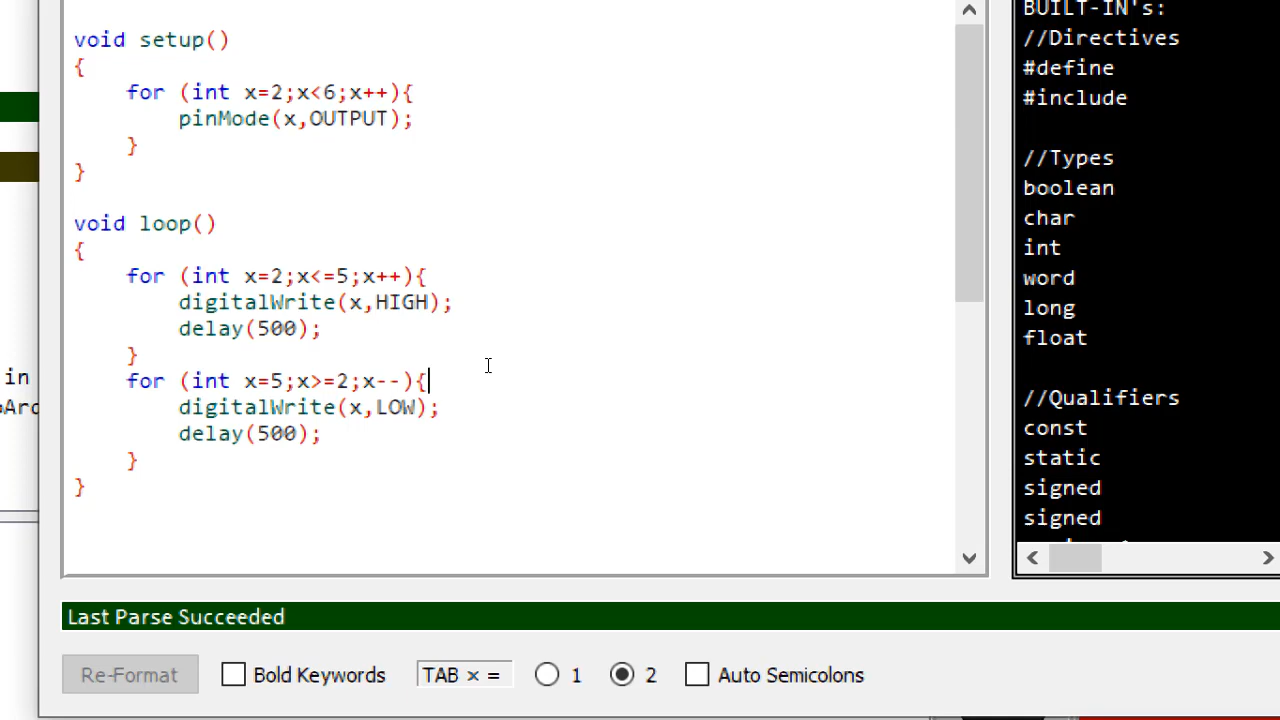 void setup()
{
for (int x=2;x<6;x++){
pinMode(x,OUTPUT);
}
}
void loop()
{
for (int x=2;x<=5;x++){
digitalWrite(x,HIGH);
delay(500);
}
for (int x=5;x>=2;x--){
digitalWrite(x,LOW);
delay(500);
}
}
in
BUILT-IN's:
//Directives
#define
#include
//Types
boolean
char
int
word
long
float
//Qualifiers
const
static
signed
signed
Last Parse Succeeded
Re-Format
Bold Keywords
TAB x =
1
2
Auto Semicolons